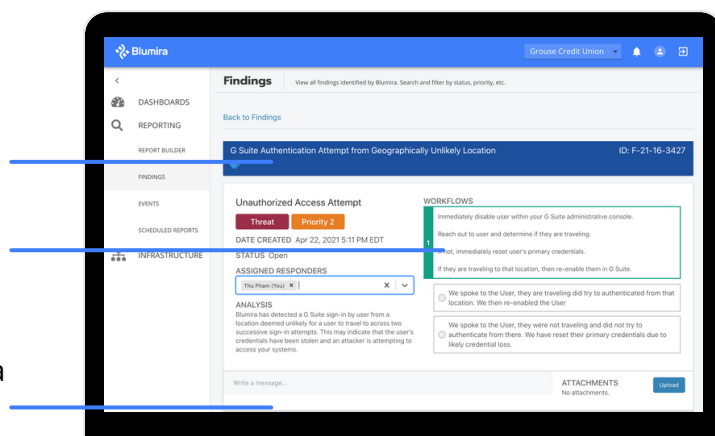 Blumira
Grouse Credit Union
Findings
View all findings identified by Blumira. Search and filter by status, priority, etc.
DASHBOARDS
REPORTING
REPORT BUILDER
FINDINGS
EVENTS
SCHEDULED REPORTS
INFRASTRUCTURE
Back to Findings
G Suite Authentication Attempt from Geographically Unlikely Location
ID: F-21-16-3427
Unauthorized Access Attempt
Threat
Priority 2
DATE CREATED Apr 22, 2021 5:11 PM EDT
STATUS Open
ASSIGNED RESPONDERS
Thu Pham (You) ×
ANALYSIS
Blumira has detected a G Suite sign-in by user from a
location deemed unlikely for a user to travel to across two
successive sign-in attempts. This may indicate that the user's
credentials have been stolen and an attacker is attempting to
access your systems.
WORKFLOWS
1
Immediately disable user within your G Suite administrative console.
Reach out to user and determine if they are traveling.
not, immediately reset user's primary credentials.
If they are traveling to that location, then re-enable them in G Suite.
We spoke to the User, they are traveling did try to authenticated from that
location. We then re-enabled the User
We spoke to the User, they were not traveling and did not try to
authenticate from there. We have reset their primary credentials due to
likely credential loss.
Write a message...
ATTACHMENTS
No attachments.
Upload
a